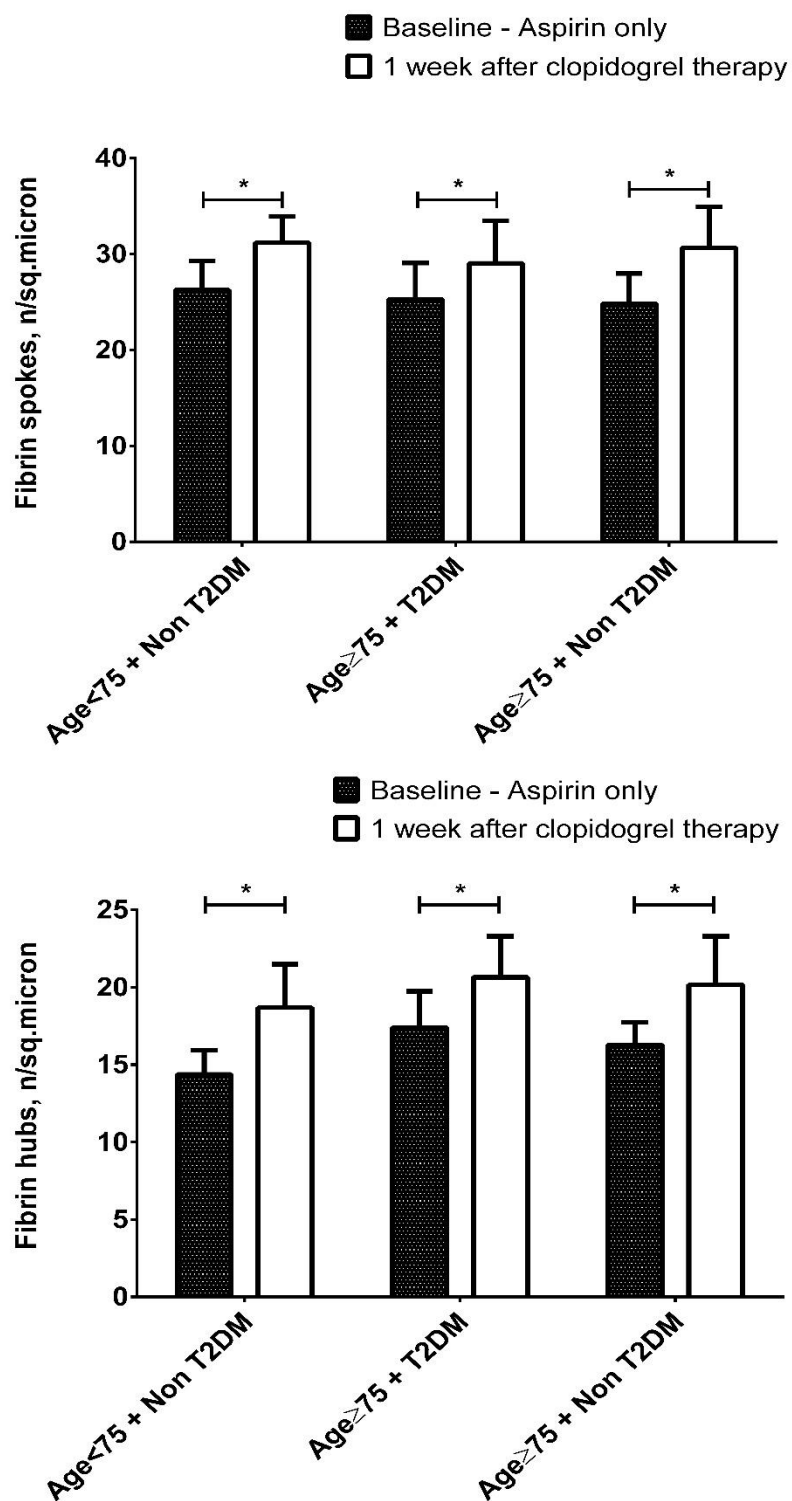 Baseline - Aspirin only
1 week after clopidogrel therapy
Fibrin spokes, n/sq.micron
40
30
20
10
0
* * *
Age<75 + Non T2DM
Age≥75 + T2DM
Age≥75 + Non T2DM
Baseline - Aspirin only
1 week after clopidogrel therapy
Fibrin hubs, n/sq.micron
25
20
15
10
5
0
* * *
Age<75 + Non T2DM
Age≥75 + T2DM
Age≥75 + Non T2DM